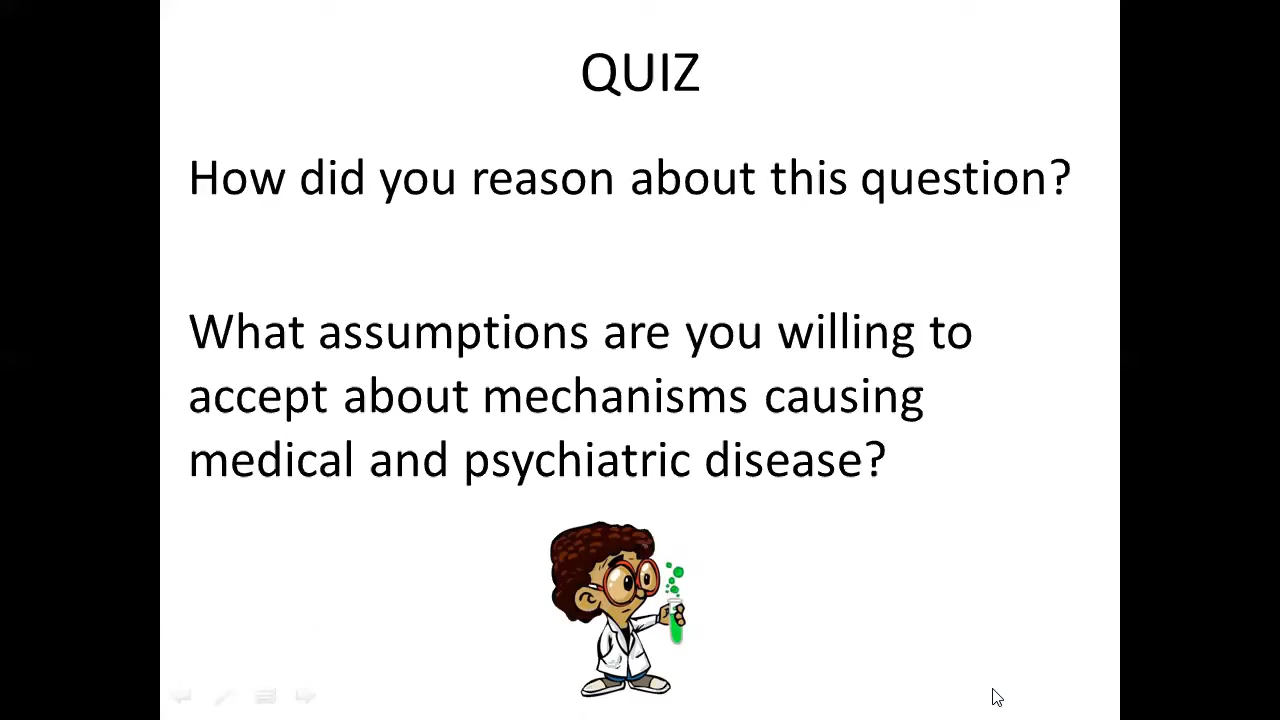 QUIZ
How did you reason about this question?
What assumptions are you willing to
accept about mechanisms causing
medical and psychiatric disease?